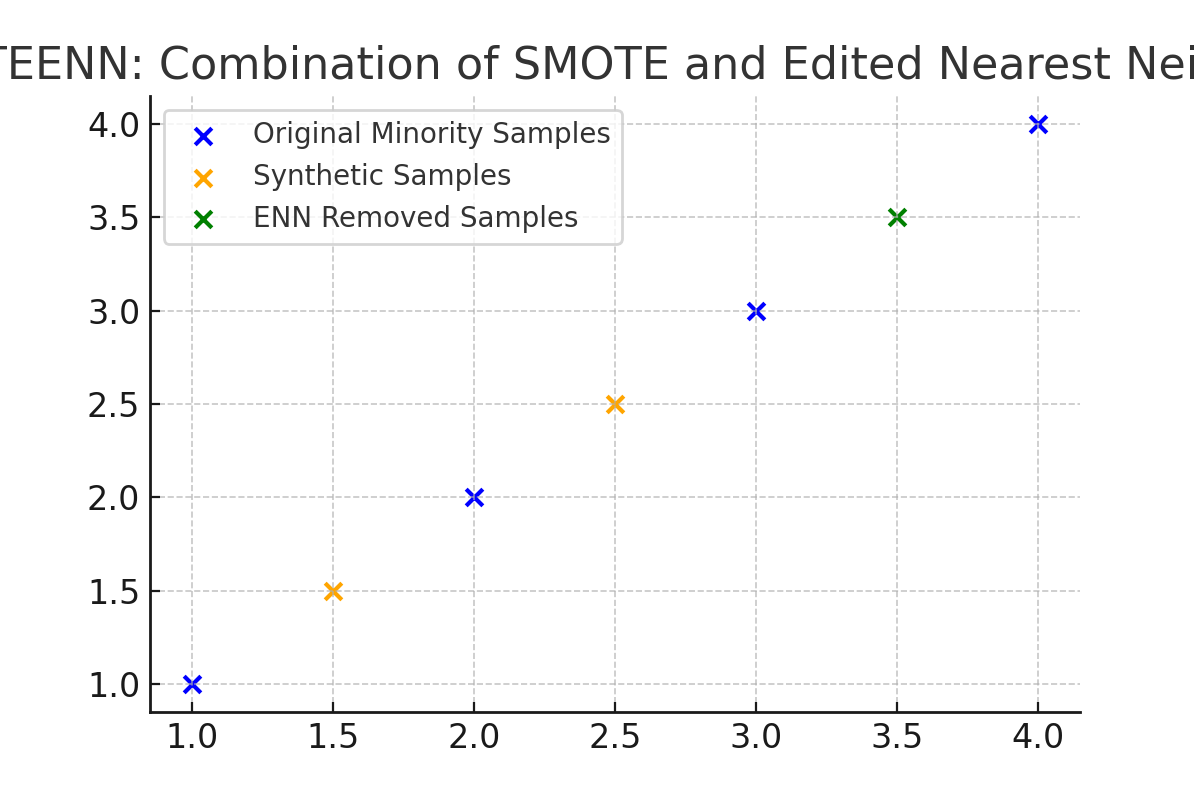 TEENN: Combination of SMOTE and Edited Nearest Nei
Original Minority Samples
Synthetic Samples
ENN Removed Samples
4.0
3.5
3.0
2.5
2.0
1.5
1.0
1.0 1.5 2.0 2.5 3.0 3.5 4.0